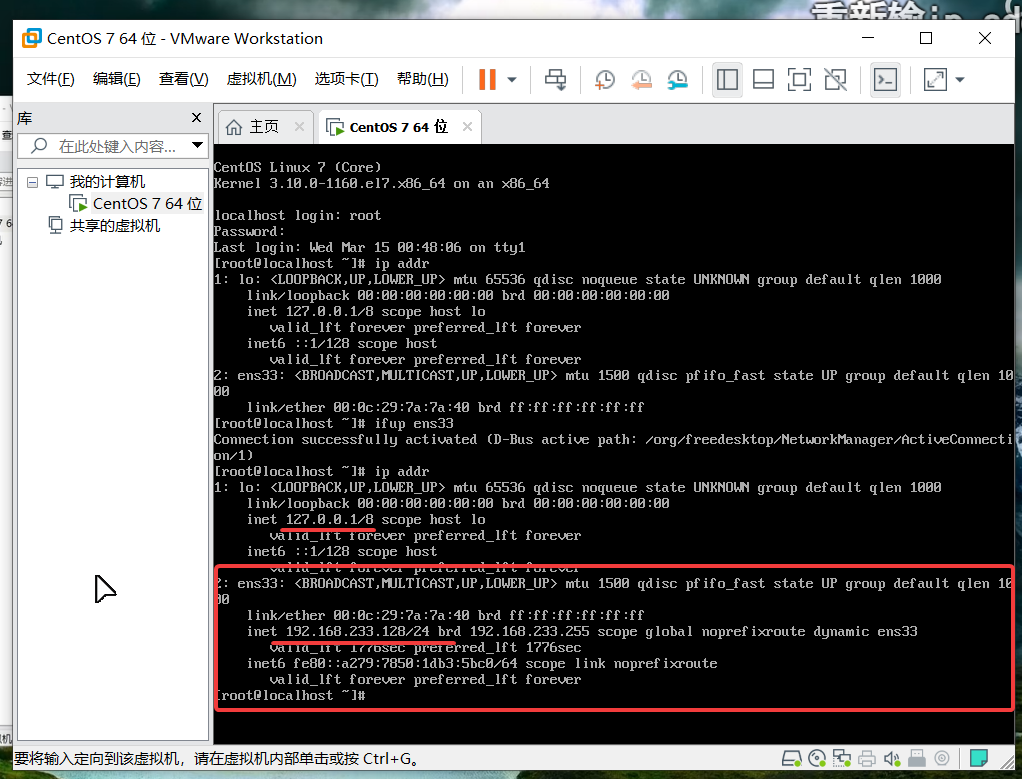 重新输ip ad
CentOS 7 64 位 - VMware Workstation
文件(F) 编辑(E) 查看(V) 虚拟机(M) 选项卡(T) 帮助(H)
库
在此处键入内容...
我的计算机
CentOS 7 64 位
共享的虚拟机
主页
CentOS 7 64 位
CentOS Linux 7 (Core)
Kernel 3.10.0-1160.el7.x86_64 on an x86_64
localhost login: root
Password:
Last login: Wed Mar 15 00:48:06 on tty1
[root@localhost ~]# ip addr
1: lo: <LOOPBACK,UP,LOWER_UP> mtu 65536 qdisc noqueue state UNKNOWN group default qlen 1000
link/loopback 00:00:00:00:00:00 brd 00:00:00:00:00:00
inet 127.0.0.1/8 scope host lo
valid_lft forever preferred_lft forever
inet6 ::1/128 scope host
valid_lft forever preferred_lft forever
2: ens33: <BROADCAST,MULTICAST,UP,LOWER_UP> mtu 1500 qdisc pfifo_fast state UP group default qlen 10
00
link/ether 00:0c:29:7a:7a:40 brd ff:ff:ff:ff:ff:ff
[root@localhost ~]# ifup ens33
Connection successfully activated (D-Bus active path: /org/freedesktop/NetworkManager/ActiveConnecti
on/1)
[root@localhost ~]# ip addr
1: lo: <LOOPBACK,UP,LOWER_UP> mtu 65536 qdisc noqueue state UNKNOWN group default qlen 1000
link/loopback 00:00:00:00:00:00 brd 00:00:00:00:00:00
inet 127.0.0.1/8 scope host lo
valid_lft forever preferred_lft forever
inet6 ::1/128 scope host
valid_lft forever preferred_lft forever
2: ens33: <BROADCAST,MULTICAST,UP,LOWER_UP> mtu 1500 qdisc pfifo_fast state UP group default qlen 10
00
link/ether 00:0c:29:7a:7a:40 brd ff:ff:ff:ff:ff:ff
inet 192.168.233.128/24 brd 192.168.233.255 scope global noprefixroute dynamic ens33
valid_lft 1776sec preferred_lft 1776sec
inet6 fe80::a279:7850:1db3:5bc0/64 scope link noprefixroute
valid_lft forever preferred_lft forever
[root@localhost ~]#
要将输入定向到该虚拟机，请在虚拟机内部单击或按 Ctrl+G。